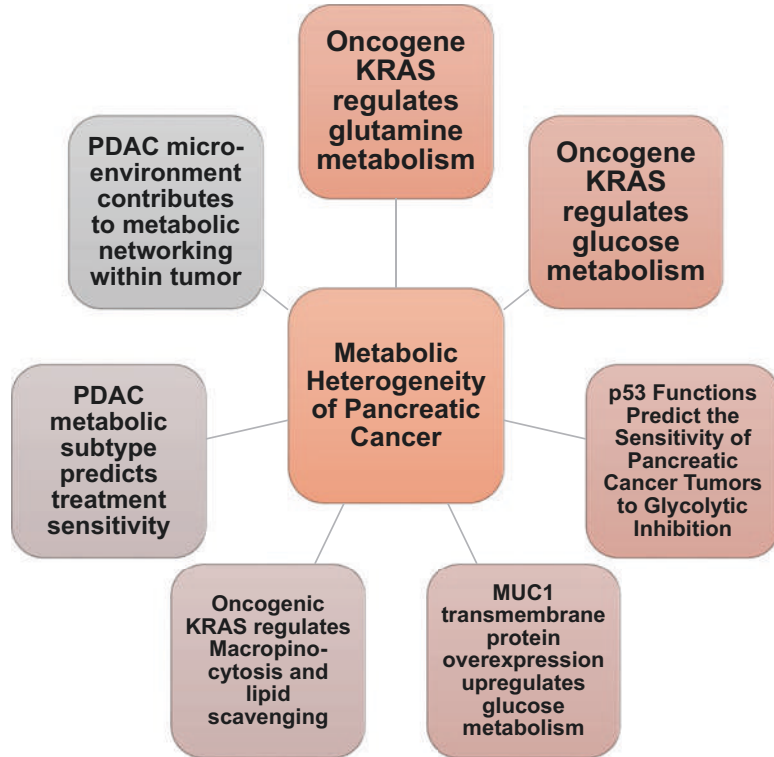 Oncogene
KRAS
regulates
glutamine
metabolism
Oncogene
KRAS
regulates
glucose
metabolism
p53 Functions
Predict the
Sensitivity of
Pancreatic
Cancer Tumors
to Glycolytic
Inhibition
MUC1
transmembrane
protein
overexpression
upregulates
glucose
metabolism
Oncogenic
KRAS regulates
Macropino-
cytosis and
lipid
scavenging
PDAC
metabolic
subtype
predicts
treatment
sensitivity
PDAC micro-
environment
contributes
to metabolic
networking
within tumor
Metabolic
Heterogeneity
of Pancreatic
Cancer